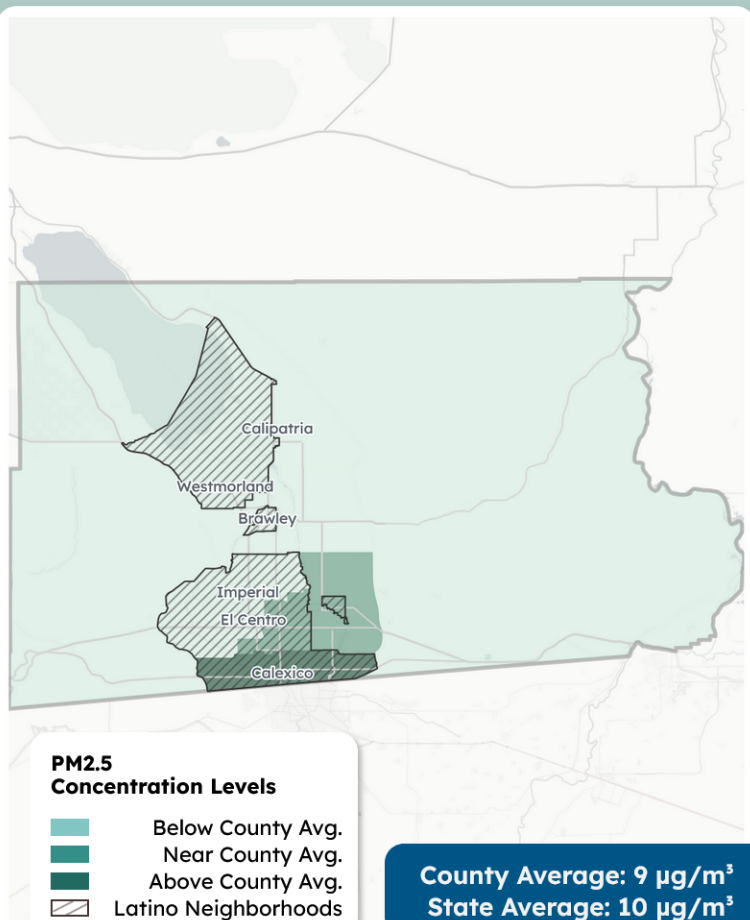 Calipatria
Westmorland
Brawley
Imperial
El Centro
Calexico
PM2.5
Concentration Levels
Below County Avg.
Near County Avg.
Above County Avg.
Latino Neighborhoods
County Average: 9 μg/m³
State Average: 10 μg/m³